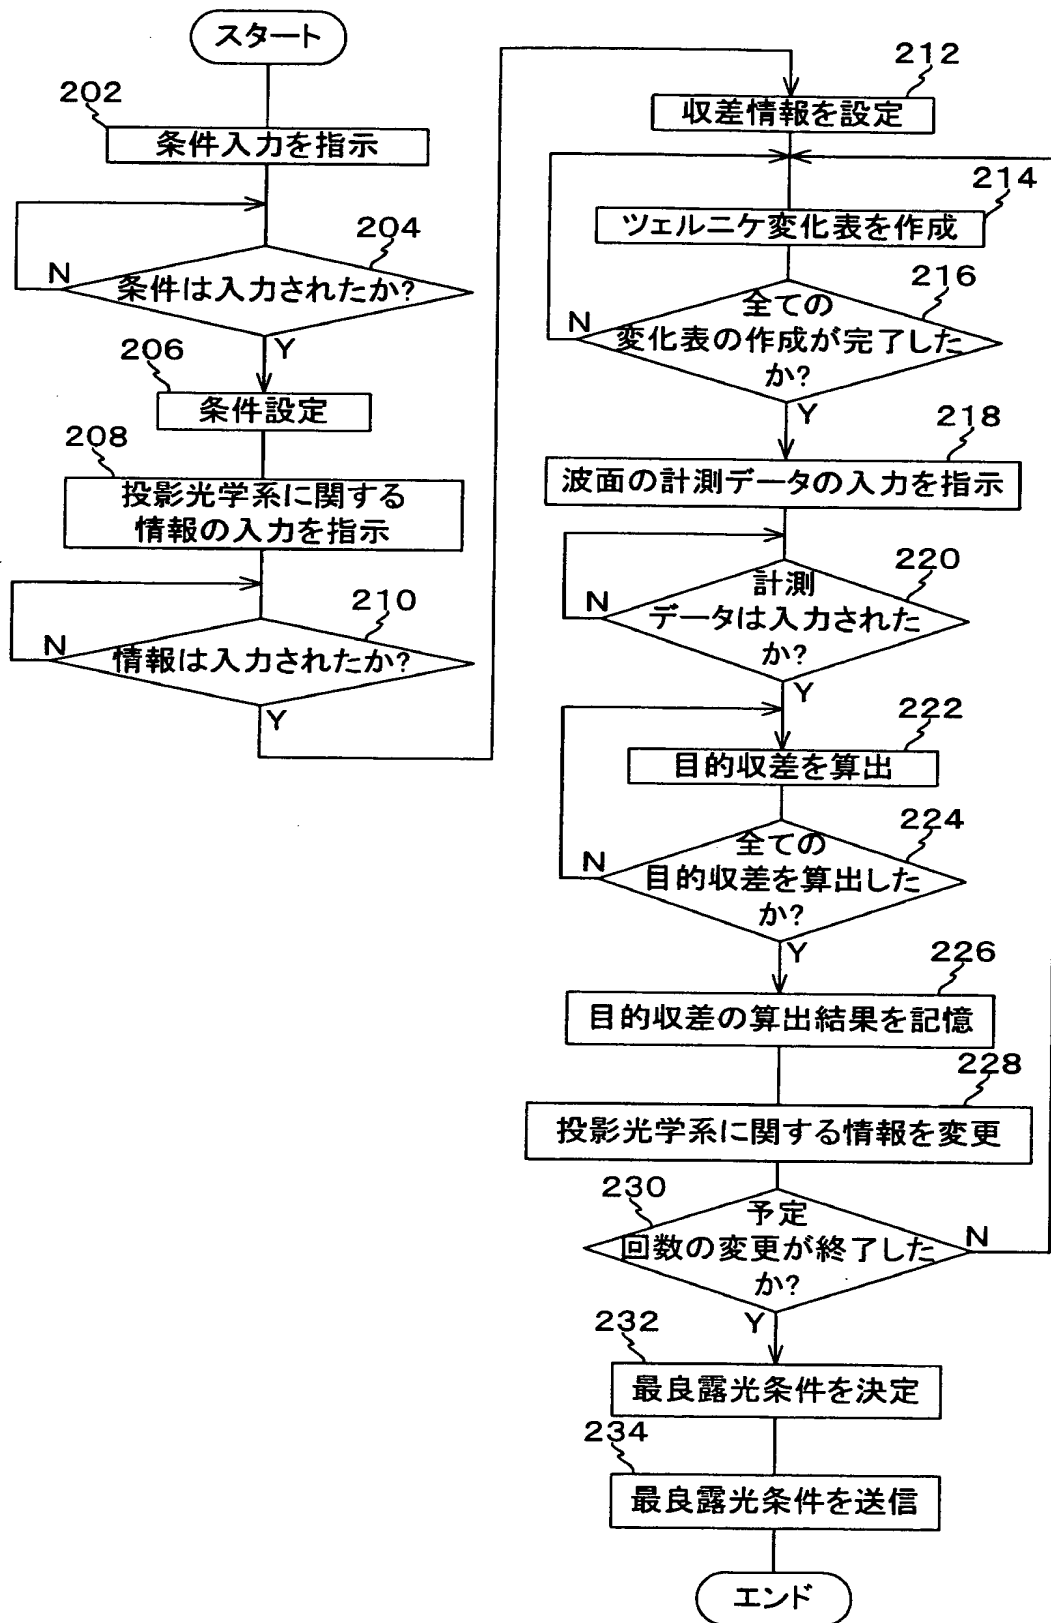 スタート
202
条件入力を指示
204
条件は入力されたか?
N
Y
206
条件設定
208
投影光学系に関する
情報の入力を指示
210
情報は入力されたか?
N
Y
212
収差情報を設定
214
ツェルニケ変化表を作成
216
全ての
変化表の作成が完了した
か?
N
Y
218
波面の計測データの入力を指示
220
計測
データは入力された
か?
N
Y
222
目的収差を算出
224
全ての
目的収差を算出した
か?
N
Y
226
目的収差の算出結果を記憶
228
投影光学系に関する情報を変更
230
予定
回数の変更が終了した
か?
N
Y
232
最良露光条件を決定
234
最良露光条件を送信
エンド